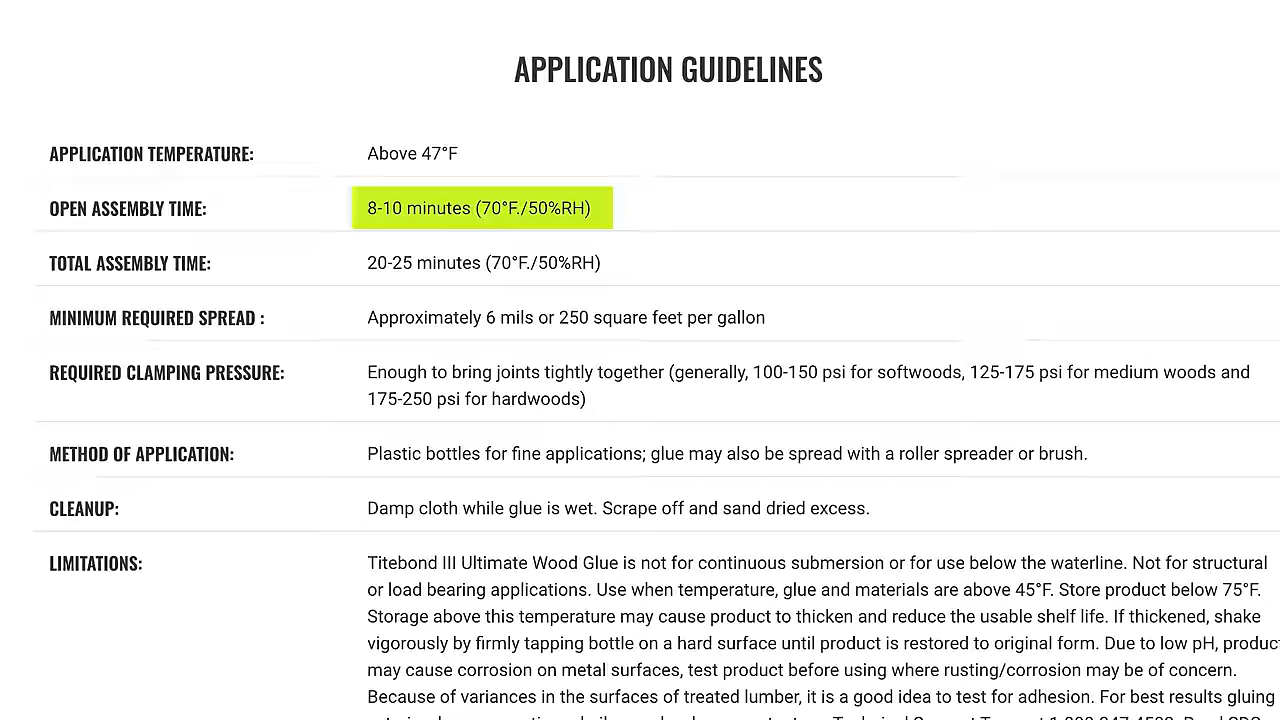 APPLICATION GUIDELINES
APPLICATION TEMPERATURE: Above 47°F
OPEN ASSEMBLY TIME: 8-10 minutes (70°F./50%RH)
TOTAL ASSEMBLY TIME: 20-25 minutes (70°F./50%RH)
MINIMUM REQUIRED SPREAD : Approximately 6 mils or 250 square feet per gallon
REQUIRED CLAMPING PRESSURE: Enough to bring joints tightly together (generally, 100-150 psi for softwoods, 125-175 psi for medium woods and
175-250 psi for hardwoods)
METHOD OF APPLICATION: Plastic bottles for fine applications; glue may also be spread with a roller spreader or brush.
CLEANUP: Damp cloth while glue is wet. Scrape off and sand dried excess.
LIMITATIONS: Titebond III Ultimate Wood Glue is not for continuous submersion or for use below the waterline. Not for structural
or load bearing applications. Use when temperature, glue and materials are above 45°F. Store product below 75°F.
Storage above this temperature may cause product to thicken and reduce the usable shelf life. If thickened, shake
vigorously by firmly tapping bottle on a hard surface until product is restored to original form. Due to low pH, produc
may cause corrosion on metal surfaces, test product before using where rusting/corrosion may be of concern.
Because of variances in the surfaces of treated lumber, it is a good idea to test for adhesion. For best results gluing